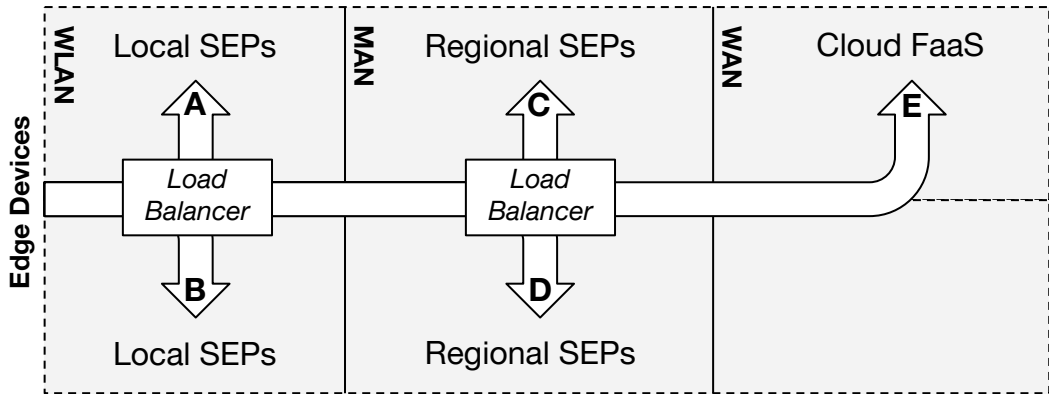 Edge Devices
WLAN
Local SEPs
A
Load
Balancer
B
Local SEPs
MAN
Regional SEPs
C
Load
Balancer
D
Regional SEPs
WAN
Cloud FaaS
E